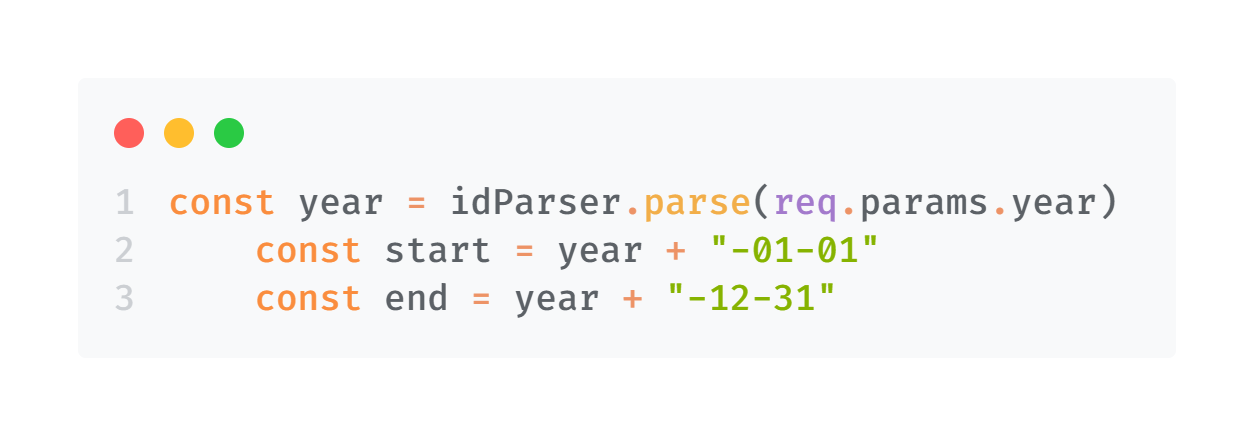 1 const year = idParser.parse(req.params.year)
2     const start = year + "-01-01"
3     const end = year + "-12-31"